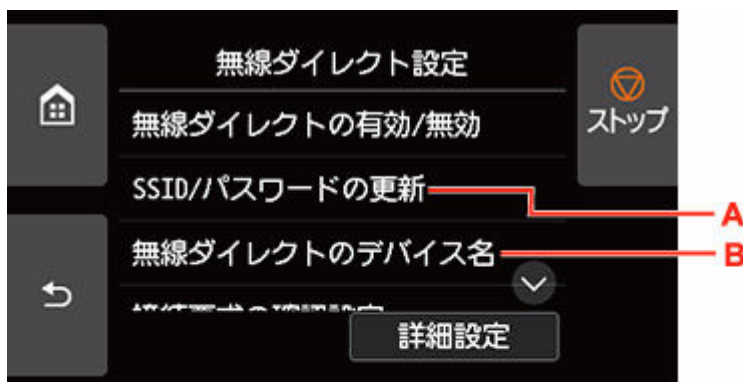 無線ダイレクト設定
ストップ
無線ダイレクトの有効/無効
SSID/パスワードの更新
A
無線ダイレクトのデバイス名
B
詳細設定